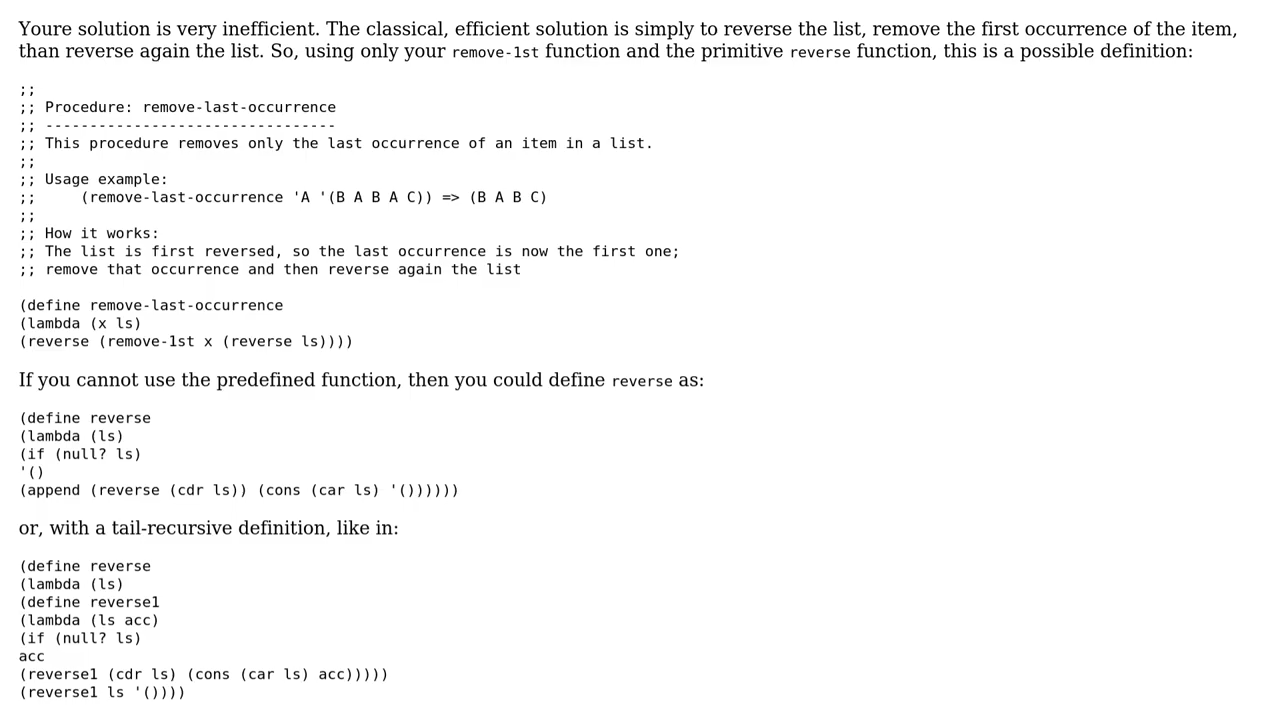 Youre solution is very inefficient. The classical, efficient solution is simply to reverse the list, remove the first occurrence of the item,
than reverse again the list. So, using only your remove-1st function and the primitive reverse function, this is a possible definition:
;;
;; Procedure: remove-last-occurrence
;; ---------------------------------
;; This procedure removes only the last occurrence of an item in a list.
;;
;; Usage example:
;;     (remove-last-occurrence 'A '(B A B A C)) => (B A B C)
;;
;; How it works:
;; The list is first reversed, so the last occurrence is now the first one;
;; remove that occurrence and then reverse again the list
(define remove-last-occurrence
(lambda (x ls)
(reverse (remove-1st x (reverse ls))))
If you cannot use the predefined function, then you could define reverse as:
(define reverse
(lambda (ls)
(if (null? ls)
'()
(append (reverse (cdr ls)) (cons (car ls) '())))))
or, with a tail-recursive definition, like in:
(define reverse
(lambda (ls)
(define reverse1
(lambda (ls acc)
(if (null? ls)
acc
(reverse1 (cdr ls) (cons (car ls) acc)))))
(reverse1 ls '())))